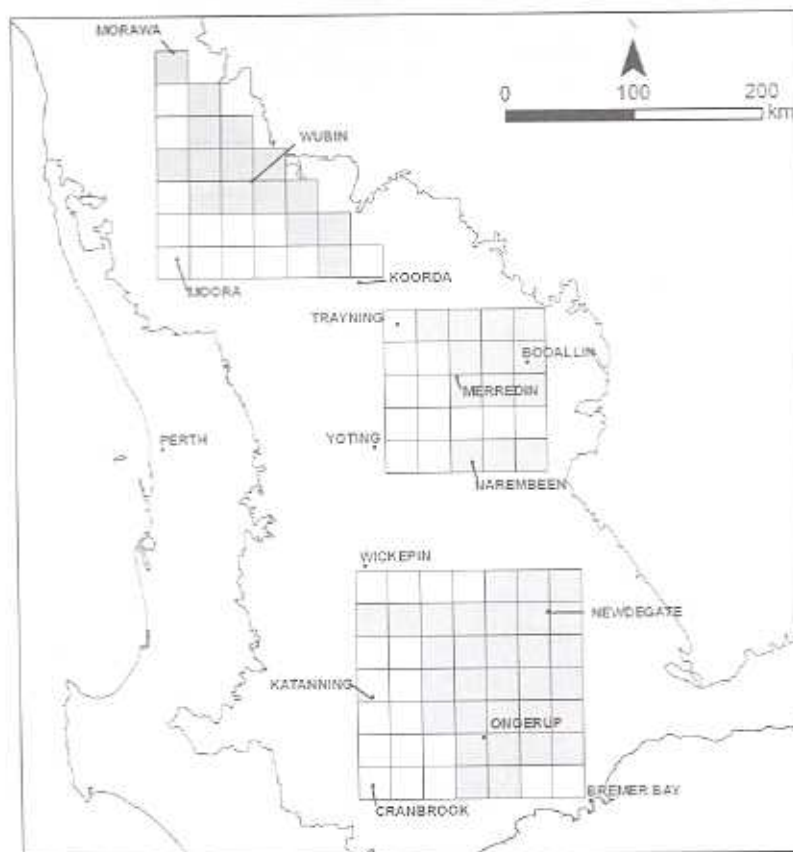 MORAWA
0 100 200
km
WUBIN
KOORDA
MOORA
TRAYNING
BODALLIN
MERREDIN
PERTH
YOTING
NAREMBEEN
WICKEPIN
NEWDEGATE
KATANNING
ONGERUP
BREMER BAY
CRANBROOK